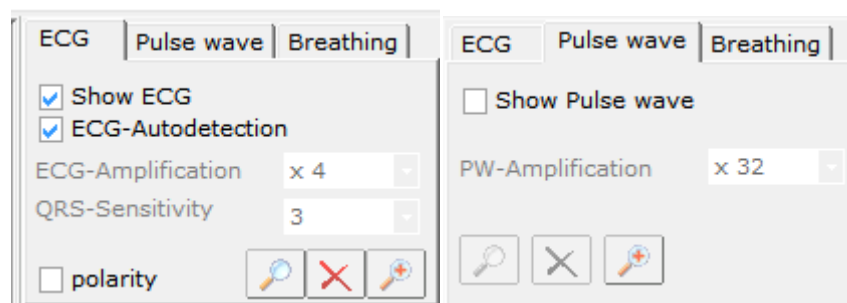 ECG Pulse wave Breathing
Show ECG
ECG-Autodetection
ECG-Amplification x 4
QRS-Sensitivity 3
polarity
ECG Pulse wave Breathing
Show Pulse wave
PW-Amplification x 32